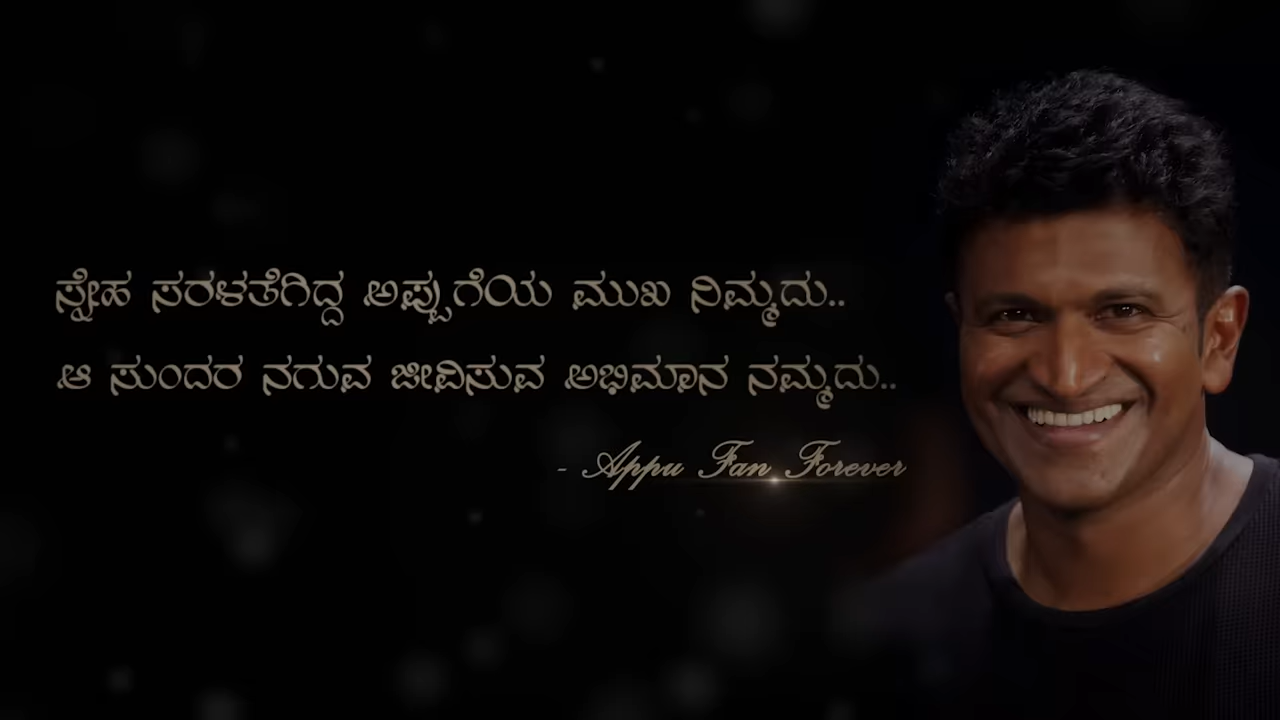 ಸ್ನೇಹ ಸರಳತೆಗಿದ್ದ ಅಪ್ಪುಗೆಯ ಮುಖ ನಿಮ್ಮದು..
ಆ ಸುಂದರ ನಗುವ ಜೀವಿಸುವ ಅಭಿಮಾನ ನಮ್ಮದು..
- Appu Fan Forever